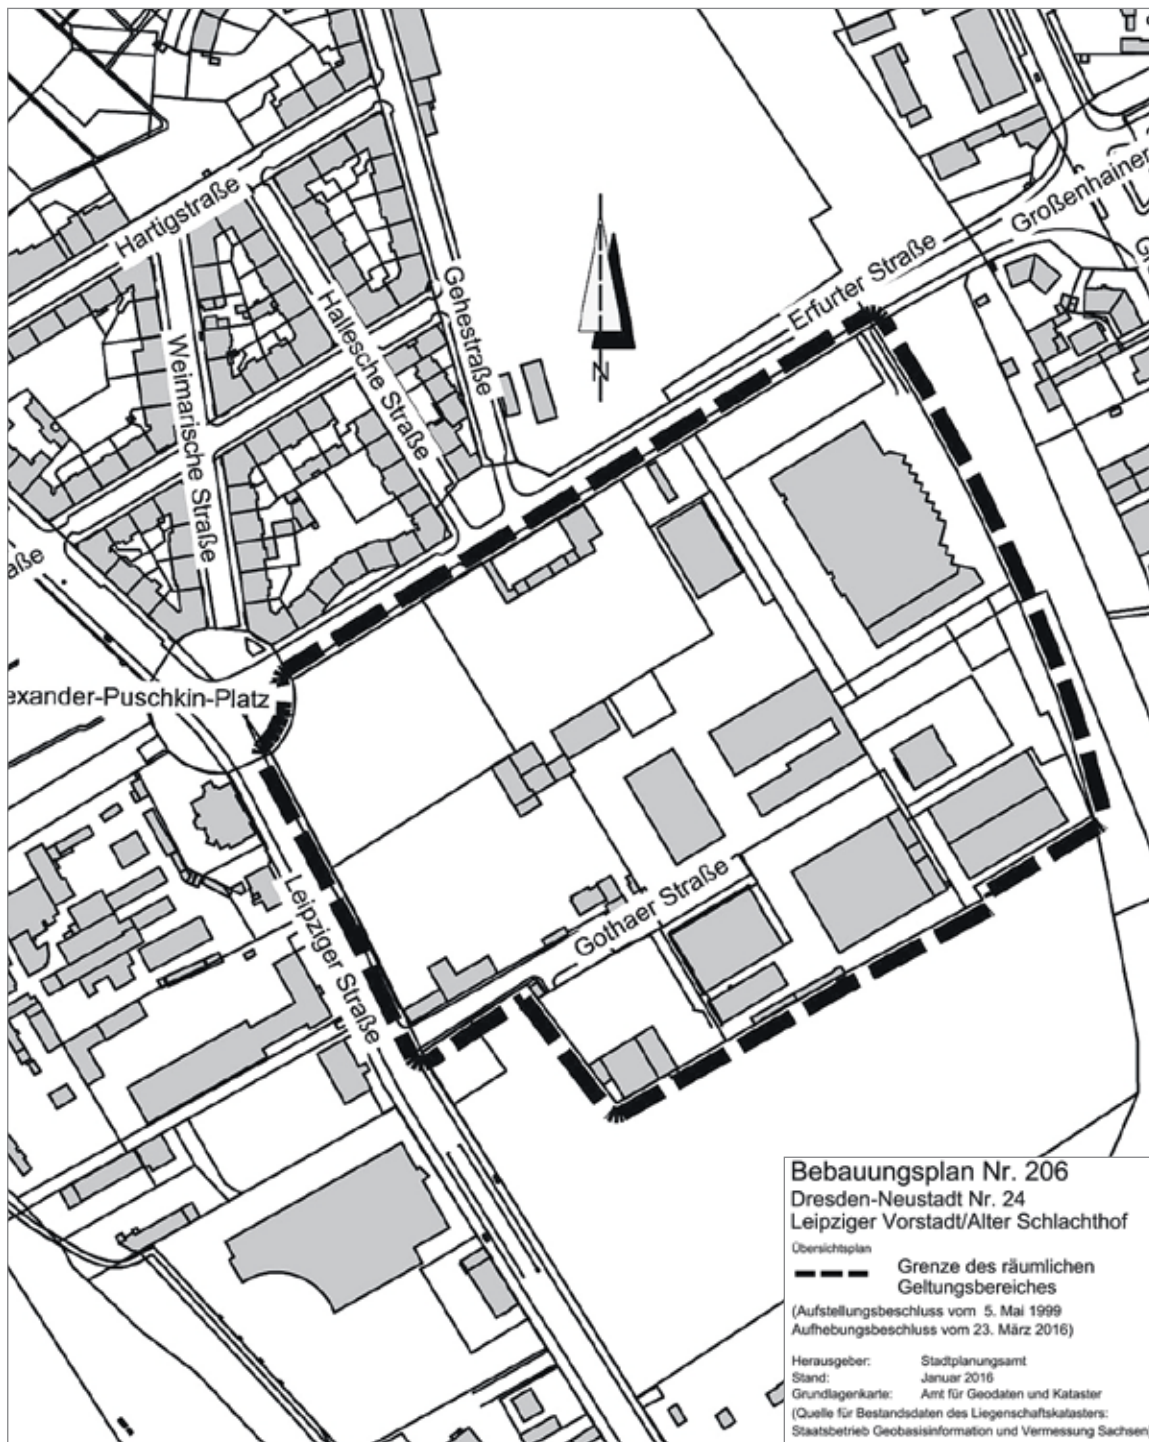 Hartigstraße
Weimarische Straße
Hallesche Straße
Gehestraße
N
Erfurter Straße
Großenhainer
G
aße
exander-Puschkin-Platz
Leipziger Straße
Gothaer Straße
Bebauungsplan Nr. 206
Dresden-Neustadt Nr. 24
Leipziger Vorstadt/Alter Schlachthof
Übersichtsplan
Grenze des räumlichen
Geltungsbereiches
(Aufstellungsbeschluss vom 5. Mai 1999
Aufhebungsbeschluss vom 23. März 2016)
Herausgeber: Stadtplanungsamt
Stand: Januar 2016
Grundlagenkarte: Amt für Geodaten und Kataster
(Quelle für Bestandsdaten des Liegenschaftskatasters:
Staatsbetrieb Geobasisinformation und Vermessung Sachsen)